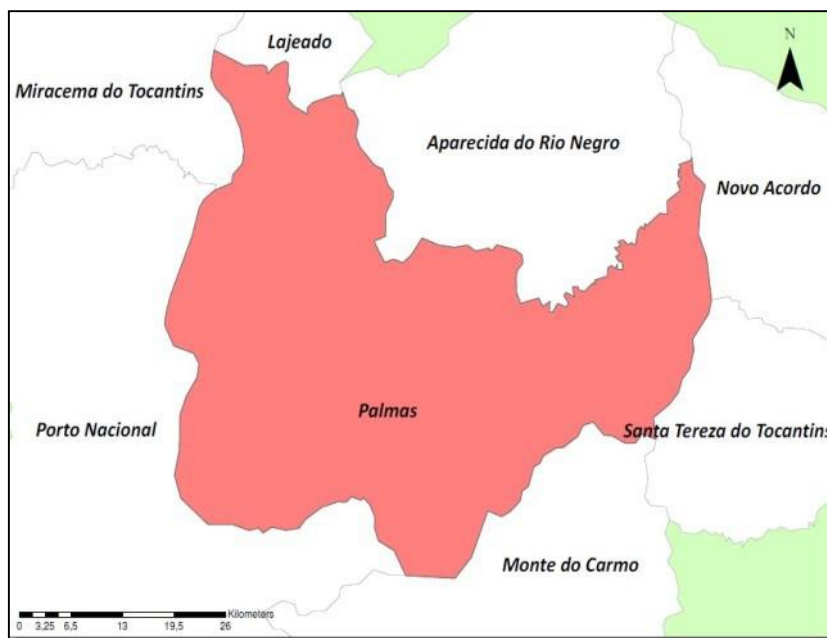 Lajeado
N
Miracema do Tocantins
Aparecida do Rio Negro
Novo Acordo
Palmas
Porto Nacional
Santa Tereza do Tocantins
Monte do Carmo
Kilometers
0 3,25 6,5 13 19,5 26